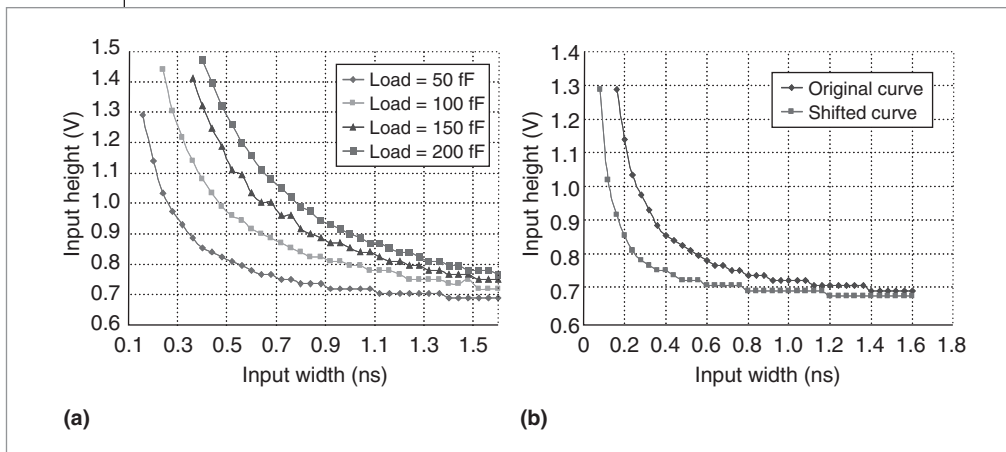 1.5
1.4
1.3
1.2
1.1
1.0
0.9
0.8
0.7
0.6
Input height (V)
Load = 50 fF
Load = 100 fF
Load = 150 fF
Load = 200 fF
0.1 0.3 0.5 0.7 0.9 1.1 1.3 1.5
Input width (ns)
(a)
1.4
1.3
1.2
1.1
1.0
0.9
0.8
0.7
0.6
Input height (V)
Original curve
Shifted curve
0 0.2 0.4 0.6 0.8 1.0 1.2 1.4 1.6 1.8
Input width (ns)
(b)